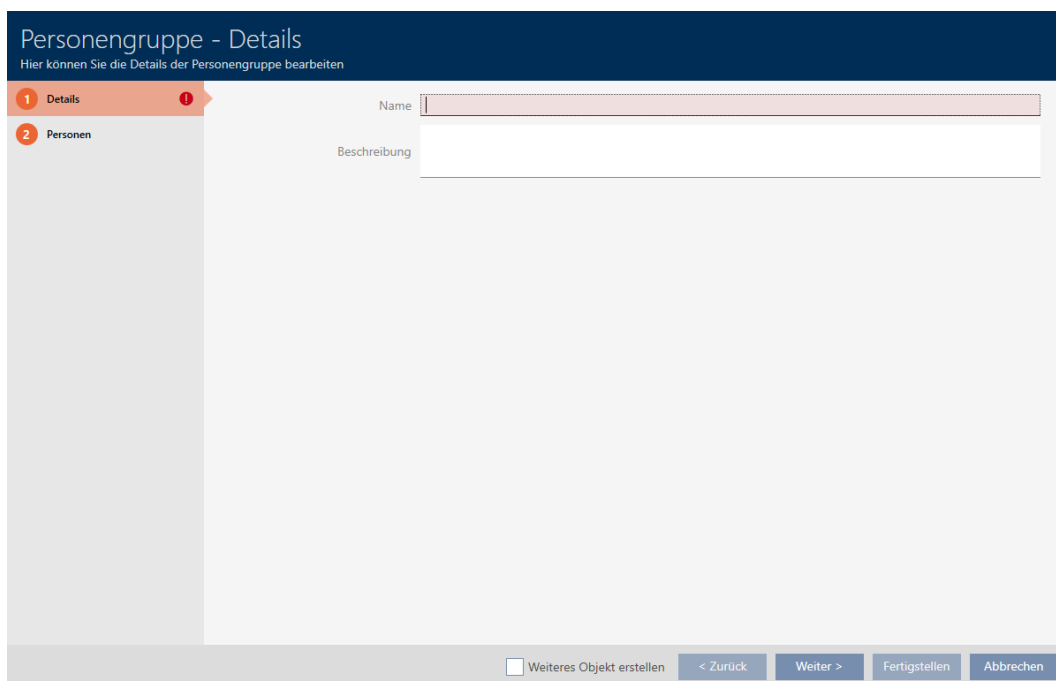 Personengruppe - Details
Hier können Sie die Details der Personengruppe bearbeiten
1 Details !
2 Personen
Name
Beschreibung
Weiteres Objekt erstellen < Zurück Weiter > Fertigstellen Abbrechen